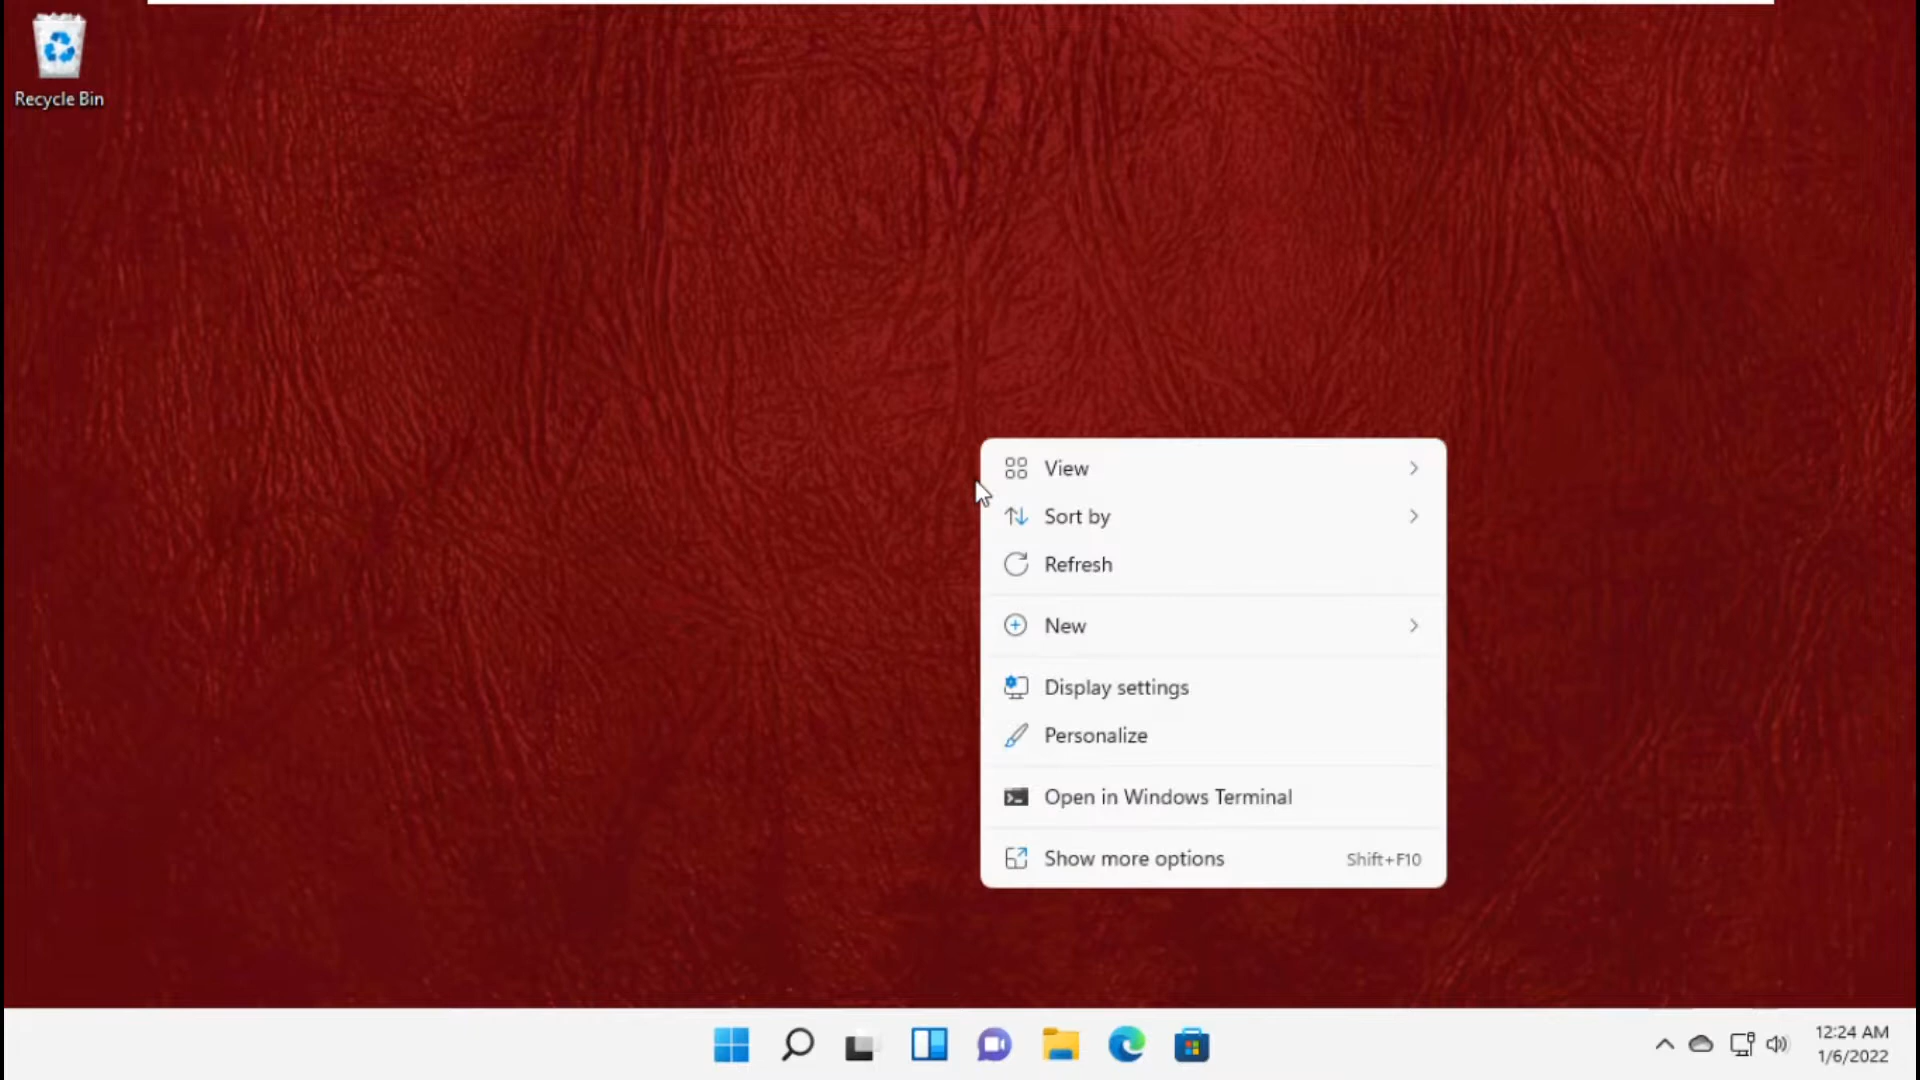 Recycle Bin
View
Sort by
Refresh
New
Display settings
Personalize
Open in Windows Terminal
Show more options Shift+F10
12:24 AM
1/6/2022